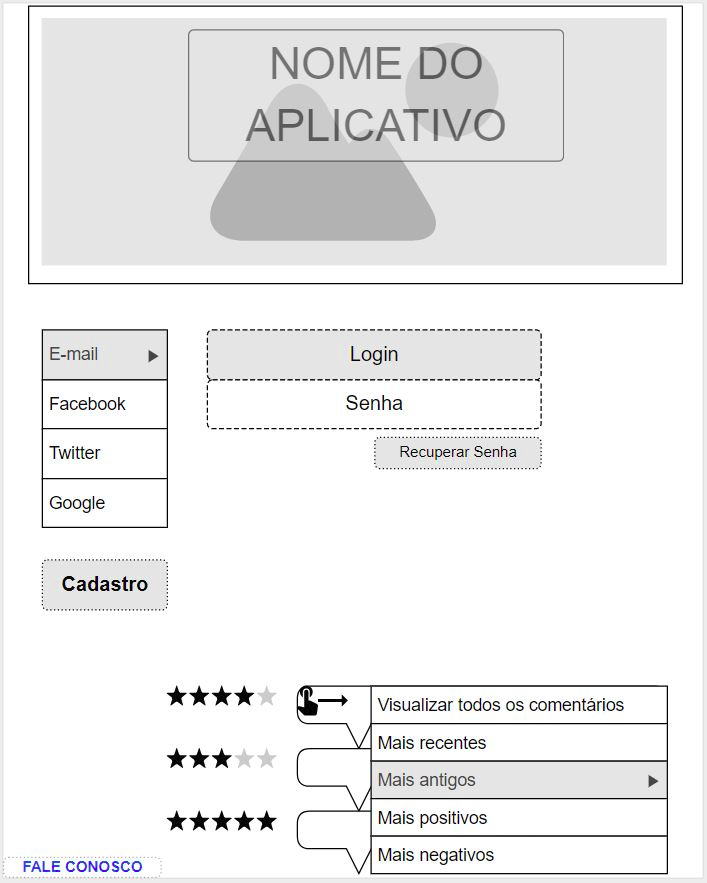 NOME DO
APLICATIVO
E-mail
Facebook
Twitter
Google
Login
Senha
Recuperar Senha
Cadastro
Visualizar todos os comentários
Mais recentes
Mais antigos
Mais positivos
Mais negativos
FALE CONOSCO